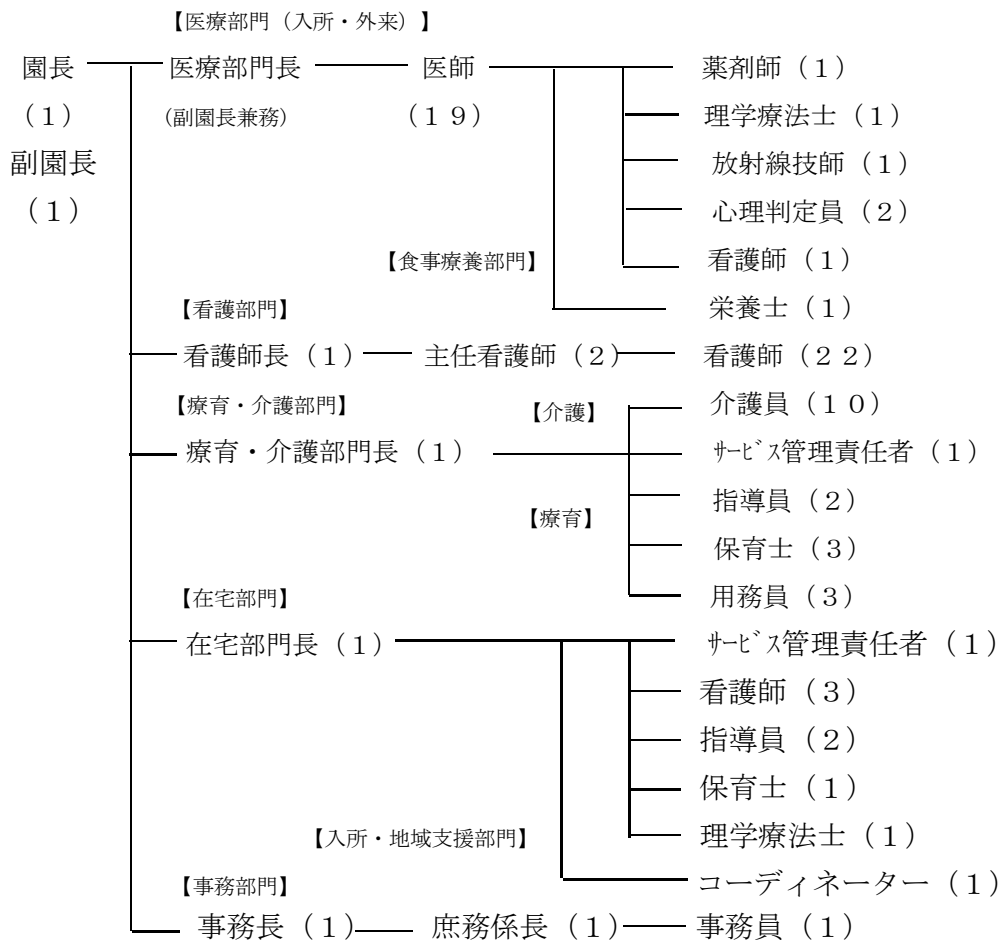 【医療部門（入所・外来）】
園長 医療部門長 医師 薬剤師（１）
（１） （副園長兼務） （１９） 理学療法士（１）
副園長 放射線技師（１）
（１） 心理判定員（２）
【食事療養部門】 看護師（１）
【看護部門】 栄養士（１）
看護師長（１） 主任看護師（２） 看護師（２２）
【療育・介護部門】 【介護】 介護員（１０）
療育・介護部門長（１） ｻｰﾋﾞｽ管理責任者（１）
指導員（２）
【療育】
保育士（３）
【在宅部門】 用務員（３）
在宅部門長（１） ｻｰﾋﾞｽ管理責任者（１）
看護師（３）
指導員（２）
保育士（１）
【入所・地域支援部門】 理学療法士（１）
【事務部門】 コーディネーター（１）
事務長（１） 庶務係長（１） 事務員（１）